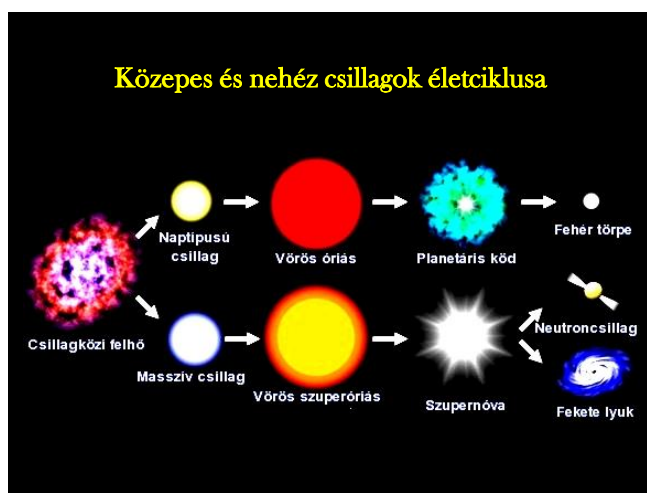 Közepes és nehéz csillagok életciklusa
Naptípusú
csillag
Vörös óriás
Planetáris köd
Fehér törpe
Csillagközi felhő
Massziv csillag
Vörös szuperóriás
Szupernóva
Neutroncsillag
Fekete lyuk